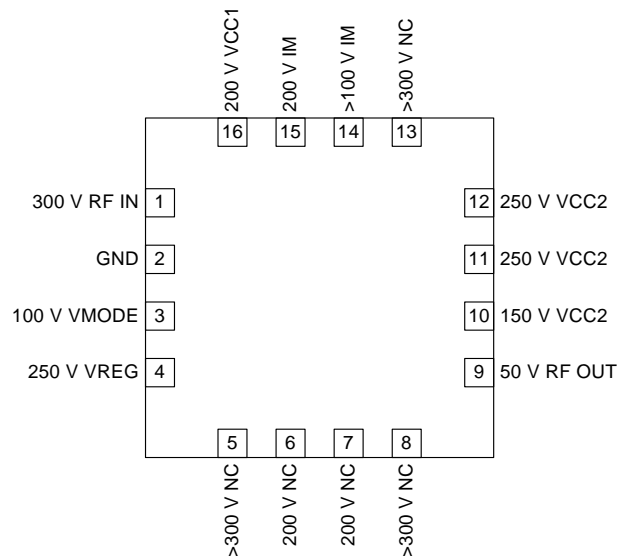 200 V VCC1
200 V IM
>100 V IM
>300 V NC
16
15
14
13
300 V RF IN
1
12
250 V VCC2
GND
2
11
250 V VCC2
100 V VMODE
3
10
150 V VCC2
250 V VREG
4
9
50 V RF OUT
5
6
7
8
>300 V NC
200 V NC
200 V NC
>300 V NC